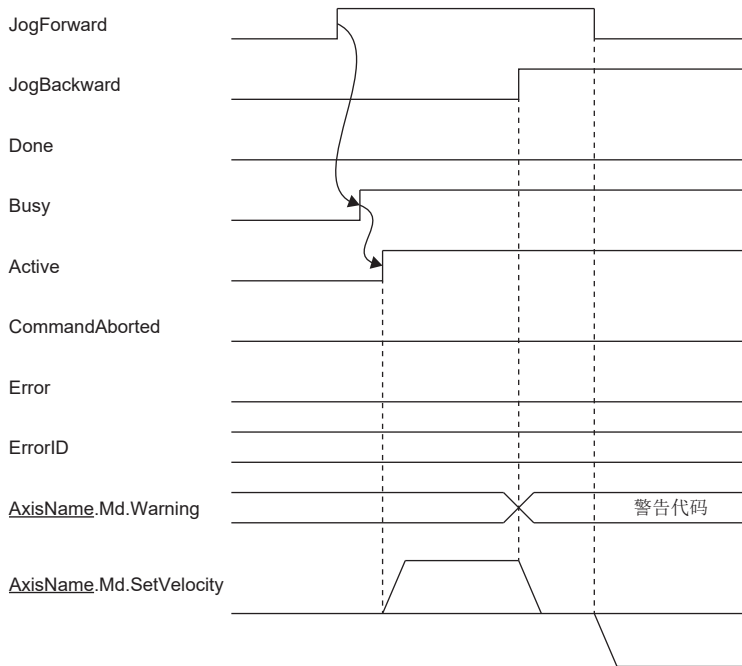 JogForward
JogBackward
Done
Busy
Active
CommandAborted
Error
ErrorID
AxisName.Md.Warning 警告代码
AxisName.Md.SetVelocity